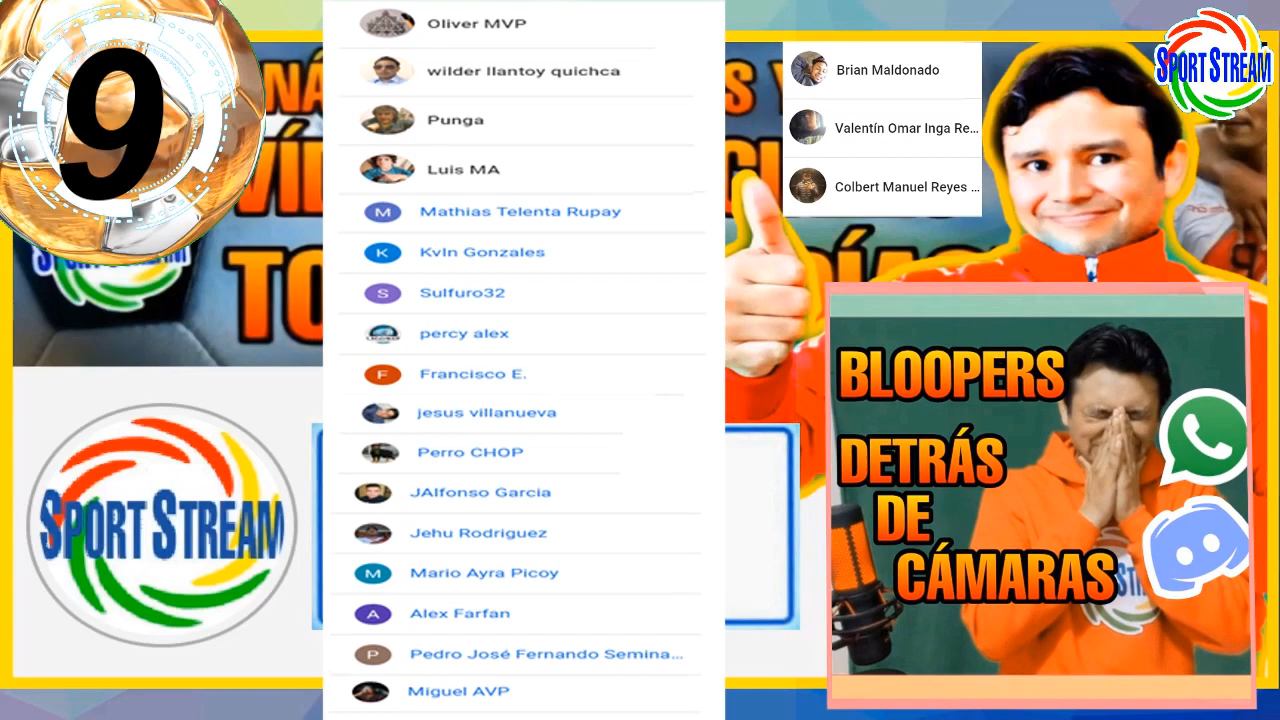 9
Oliver MVP
wilder llantoy quichca
Punga
Luis MA
M Mathias Telenta Rupay
K KvIn Gonzales
S Sulfuro32
percy alex
F Francisco E.
jesus villanueva
Perro CHOP
JAlfonso Garcia
Jehu Rodriguez
M Mario Ayra Picoy
A Alex Farfan
P Pedro José Fernando Semina...
Miguel AVP
Brian Maldonado
Valentín Omar Inga Re...
Colbert Manuel Reyes ...
SPORT STREAM
TO
SPORT STREAM
BLOOPERS
DETRÁS
DE
CÁMARAS